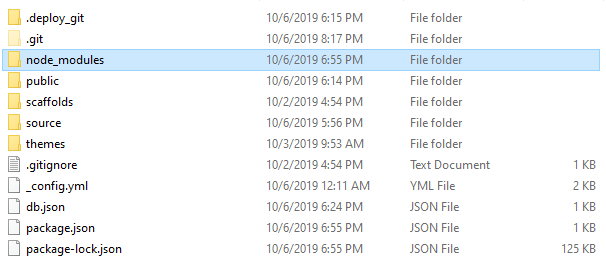 .deploy_git 10/6/2019 6:15 PM File folder
.git 10/6/2019 8:17 PM File folder
node_modules 10/6/2019 6:55 PM File folder
public 10/6/2019 6:14 PM File folder
scaffolds 10/2/2019 4:54 PM File folder
source 10/6/2019 5:56 PM File folder
themes 10/3/2019 9:53 AM File folder
.gitignore 10/2/2019 4:54 PM Text Document 1 KB
_config.yml 10/6/2019 12:11 AM YML File 2 KB
db.json 10/6/2019 6:24 PM JSON File 1 KB
package.json 10/6/2019 6:55 PM JSON File 1 KB
package-lock.json 10/6/2019 6:55 PM JSON File 125 KB